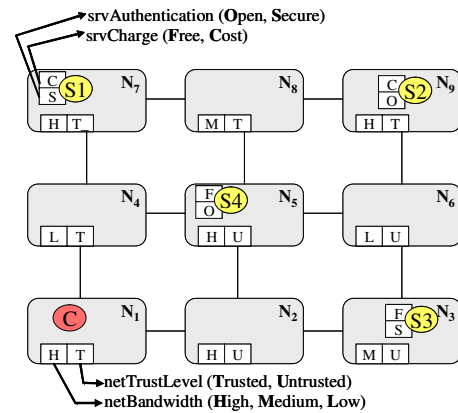 srvAuthentication (Open, Secure)
srvCharge (Free, Cost)
C
S
S1
N7
H T_
N8
M T
C
O
S2
N9
H T
N4
L T
F
O
S4
N5
H U
N6
L U
C
N1
H T
N2
H U
F
S
S3
N3
M U
netTrustLevel (Trusted, Untrusted)
netBandwidth (High, Medium, Low)